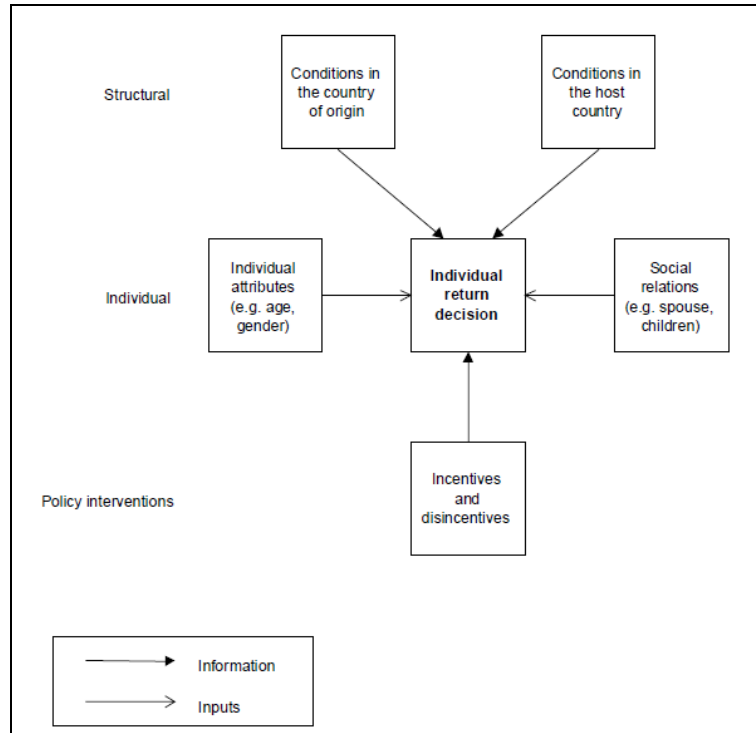 Structural
Conditions in
the country
of origin
Conditions in
the host
country
Individual
Individual
attributes
(e.g. age,
gender)
Individual
return
decision
Social
relations
(e.g. spouse,
children)
Policy interventions
Incentives
and
disincentives
Information
Inputs